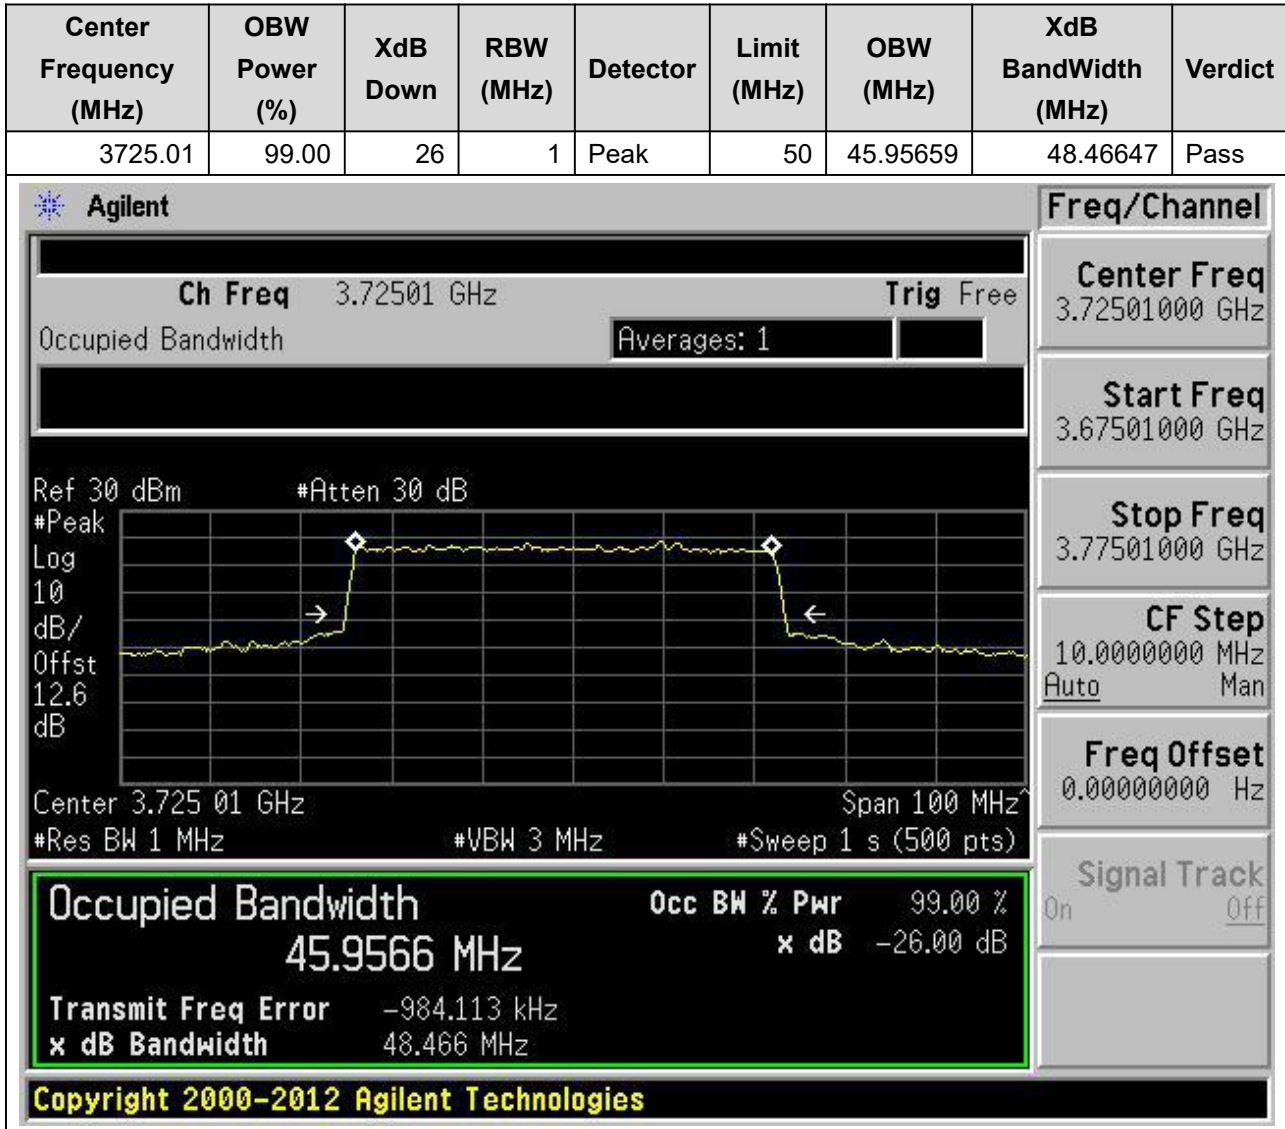 Center Frequency (MHz) OBW Power (%) XdB Down RBW (MHz) Detector Limit (MHz) OBW (MHz) XdB BandWidth (MHz) Verdict
3725.01 99.00 26 1 Peak 50 45.95659 48.46647 Pass
Agilent
Freq/Channel
Ch Freq 3.72501 GHz Trig Free
Occupied Bandwidth Averages: 1
Center Freq
3.72501000 GHz
Start Freq
3.67501000 GHz
Stop Freq
3.77501000 GHz
CF Step
10.0000000 MHz
Auto Man
Freq Offset
0.00000000 Hz
Signal Track
On Off
Ref 30 dBm #Atten 30 dB
#Peak
Log
10
dB/
Offst
12.6
dB
Center 3.725 01 GHz Span 100 MHz^
#Res BW 1 MHz #VBW 3 MHz #Sweep 1 s (500 pts)
Occupied Bandwidth Occ BW % Pwr 99.00 %
45.9566 MHz x dB -26.00 dB
Transmit Freq Error -984.113 kHz
x dB Bandwidth 48.466 MHz
Copyright 2000-2012 Agilent Technologies